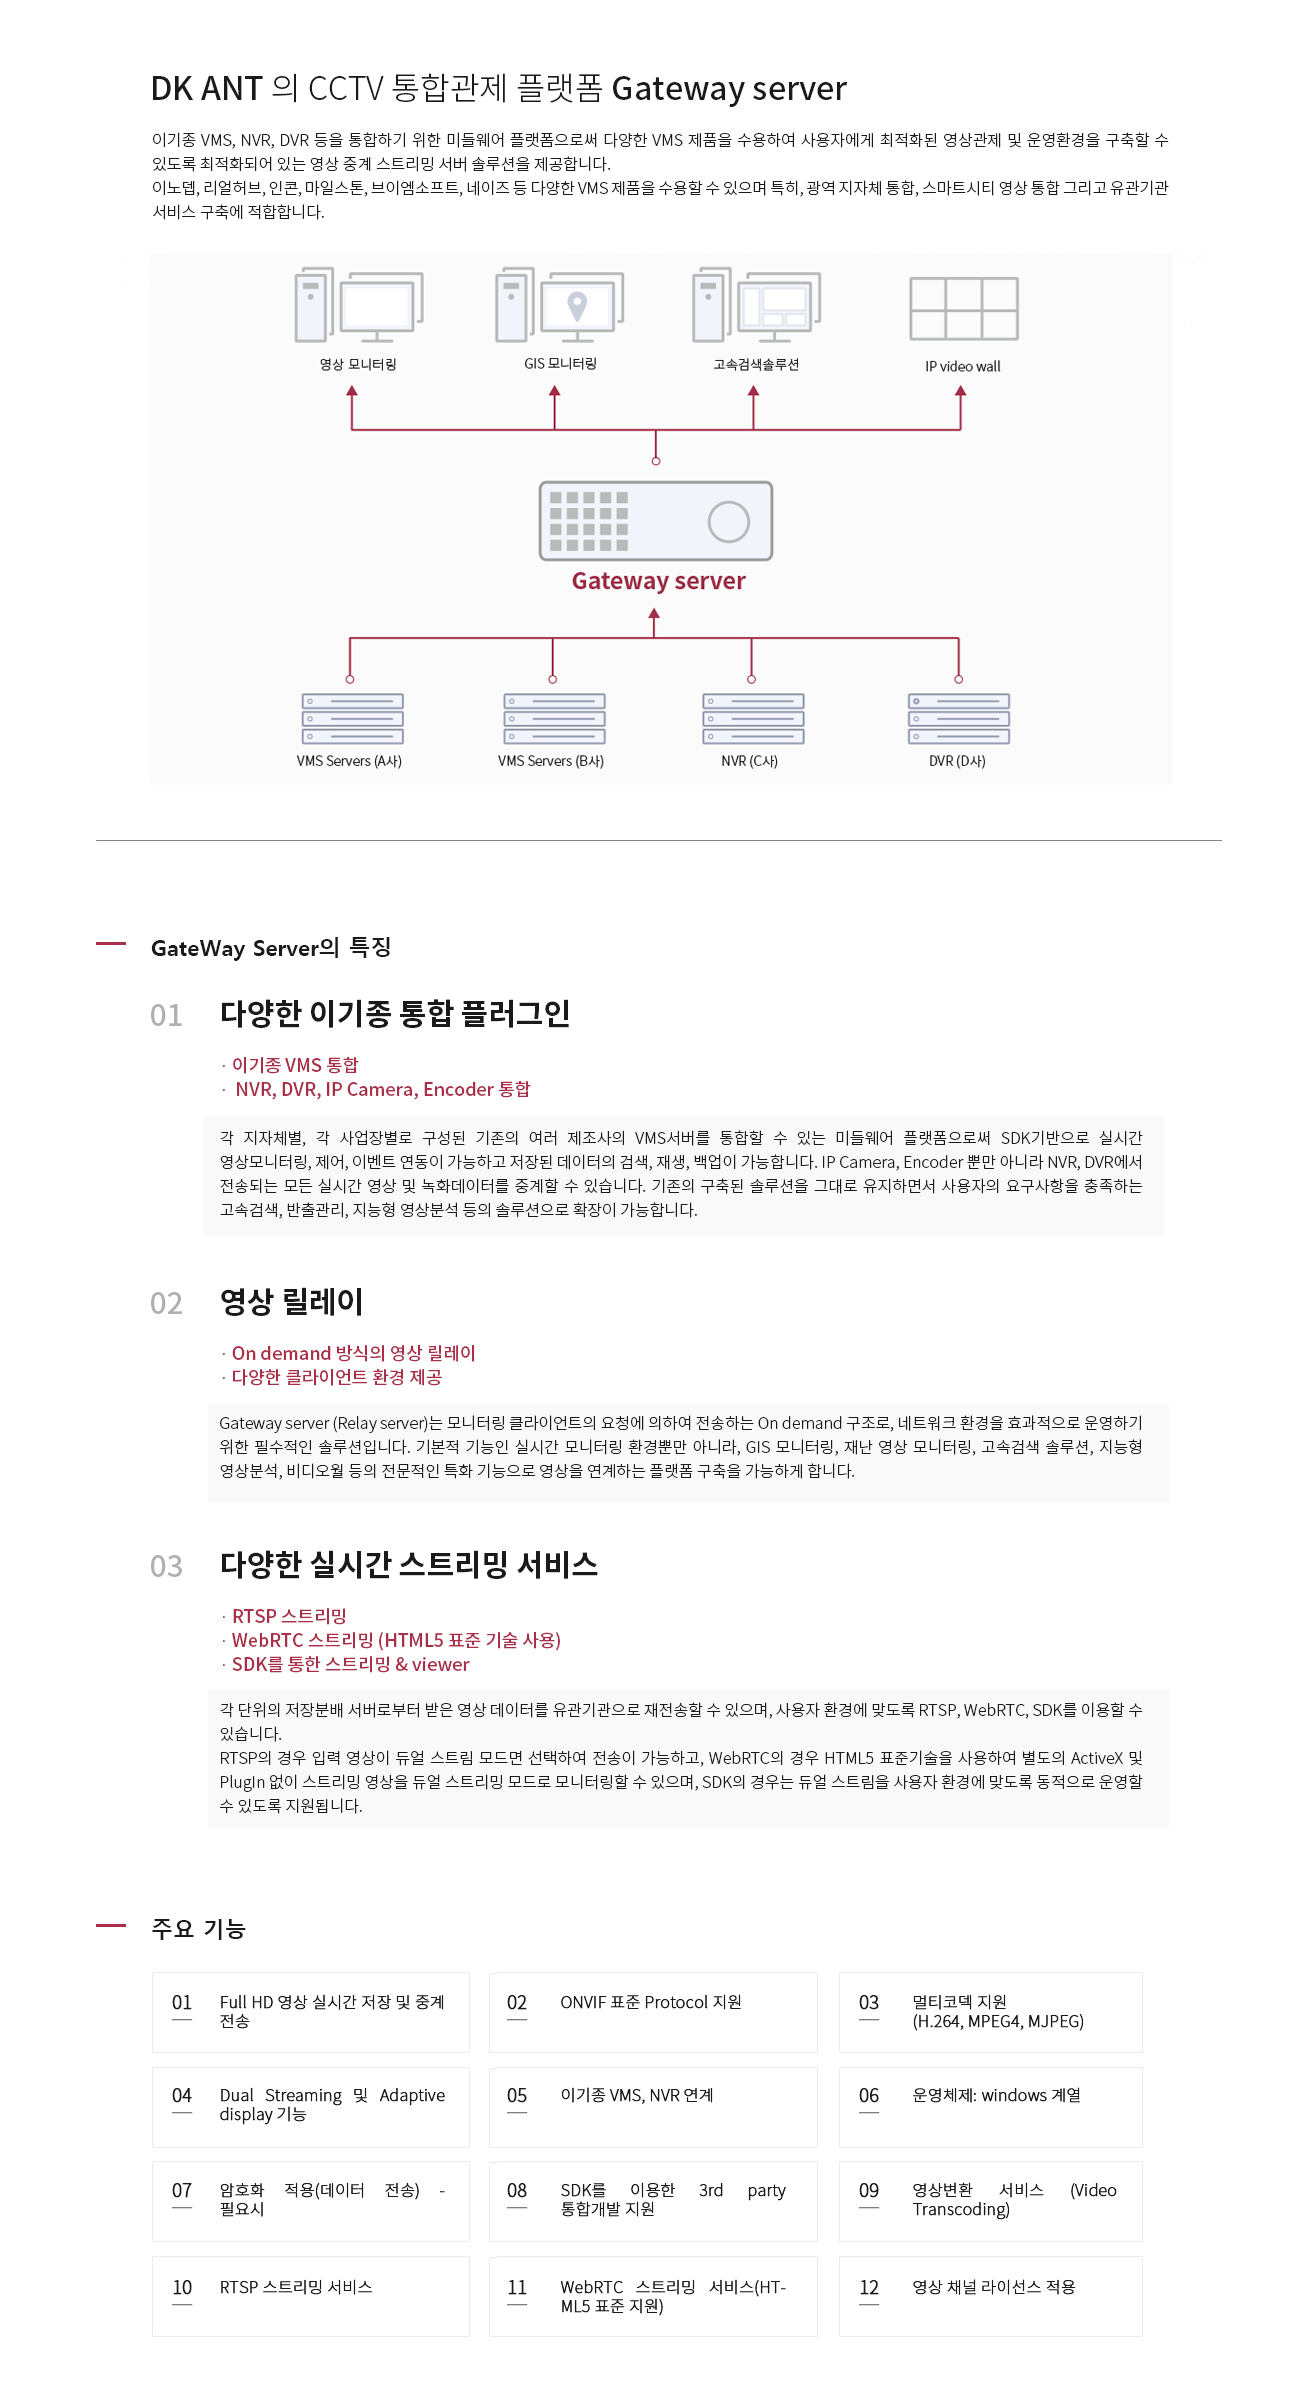 DK ANT 의 CCTV 통합관제 플랫폼 Gateway server
이기종 VMS, NVR, DVR 등을 통합하기 위한 미들웨어 플랫폼으로써 다양한 VMS 제품을 수용하여 사용자에게 최적화된 영상관제 및 운영환경을 구축할 수
있도록 최적화되어 있는 영상 중계 스트리밍 서버 솔루션을 제공합니다.
이노뎁, 리얼허브, 인콘, 마일스톤, 브이엠소프트, 네이즈 등 다양한 VMS 제품을 수용할 수 있으며 특히, 광역 지자체 통합, 스마트시티 영상 통합 그리고 유관기관
서비스 구축에 적합합니다.
영상 모니터링
GIS 모니터링
고속검색솔루션
IP video wall
Gateway server
VMS Servers (A사)
VMS Servers (B사)
NVR (C사)
DVR (D사)
GateWay Server의 특징
01 다양한 이기종 통합 플러그인
· 이기종 VMS 통합
· NVR, DVR, IP Camera, Encoder 통합
각 지자체별, 각 사업장별로 구성된 기존의 여러 제조사의 VMS서버를 통합할 수 있는 미들웨어 플랫폼으로써 SDK기반으로 실시간
영상모니터링, 제어, 이벤트 연동이 가능하고 저장된 데이터의 검색, 재생, 백업이 가능합니다. IP Camera, Encoder 뿐만 아니라 NVR, DVR에서
전송되는 모든 실시간 영상 및 녹화데이터를 중계할 수 있습니다. 기존의 구축된 솔루션을 그대로 유지하면서 사용자의 요구사항을 충족하는
고속검색, 반출관리, 지능형 영상분석 등의 솔루션으로 확장이 가능합니다.
02 영상 릴레이
· On demand 방식의 영상 릴레이
· 다양한 클라이언트 환경 제공
Gateway server (Relay server)는 모니터링 클라이언트의 요청에 의하여 전송하는 On demand 구조로, 네트워크 환경을 효과적으로 운영하기
위한 필수적인 솔루션입니다. 기본적 기능인 실시간 모니터링 환경뿐만 아니라, GIS 모니터링, 재난 영상 모니터링, 고속검색 솔루션, 지능형
영상분석, 비디오월 등의 전문적인 특화 기능으로 영상을 연계하는 플랫폼 구축을 가능하게 합니다.
03 다양한 실시간 스트리밍 서비스
· RTSP 스트리밍
· WebRTC 스트리밍 (HTML5 표준 기술 사용)
· SDK를 통한 스트리밍 & viewer
각 단위의 저장분배 서버로부터 받은 영상 데이터를 유관기관으로 재전송할 수 있으며, 사용자 환경에 맞도록 RTSP, WebRTC, SDK를 이용할 수
있습니다.
RTSP의 경우 입력 영상이 듀얼 스트림 모드면 선택하여 전송이 가능하고, WebRTC의 경우 HTML5 표준기술을 사용하여 별도의 ActiveX 및
PlugIn 없이 스트리밍 영상을 듀얼 스트리밍 모드로 모니터링할 수 있으며, SDK의 경우는 듀얼 스트림을 사용자 환경에 맞도록 동적으로 운영할
수 있도록 지원됩니다.
주요 기능
01 Full HD 영상 실시간 저장 및 중계
전송
02 ONVIF 표준 Protocol 지원
03 멀티코덱 지원
(H.264, MPEG4, MJPEG)
04 Dual Streaming 및 Adaptive
display 기능
05 이기종 VMS, NVR 연계
06 운영체제: windows 계열
07 암호화 적용(데이터 전송) -
필요시
08 SDK를 이용한 3rd party
통합개발 지원
09 영상변환 서비스 (Video
Transcoding)
10 RTSP 스트리밍 서비스
11 WebRTC 스트리밍 서비스(HT-
ML5 표준 지원)
12 영상 채널 라이선스 적용